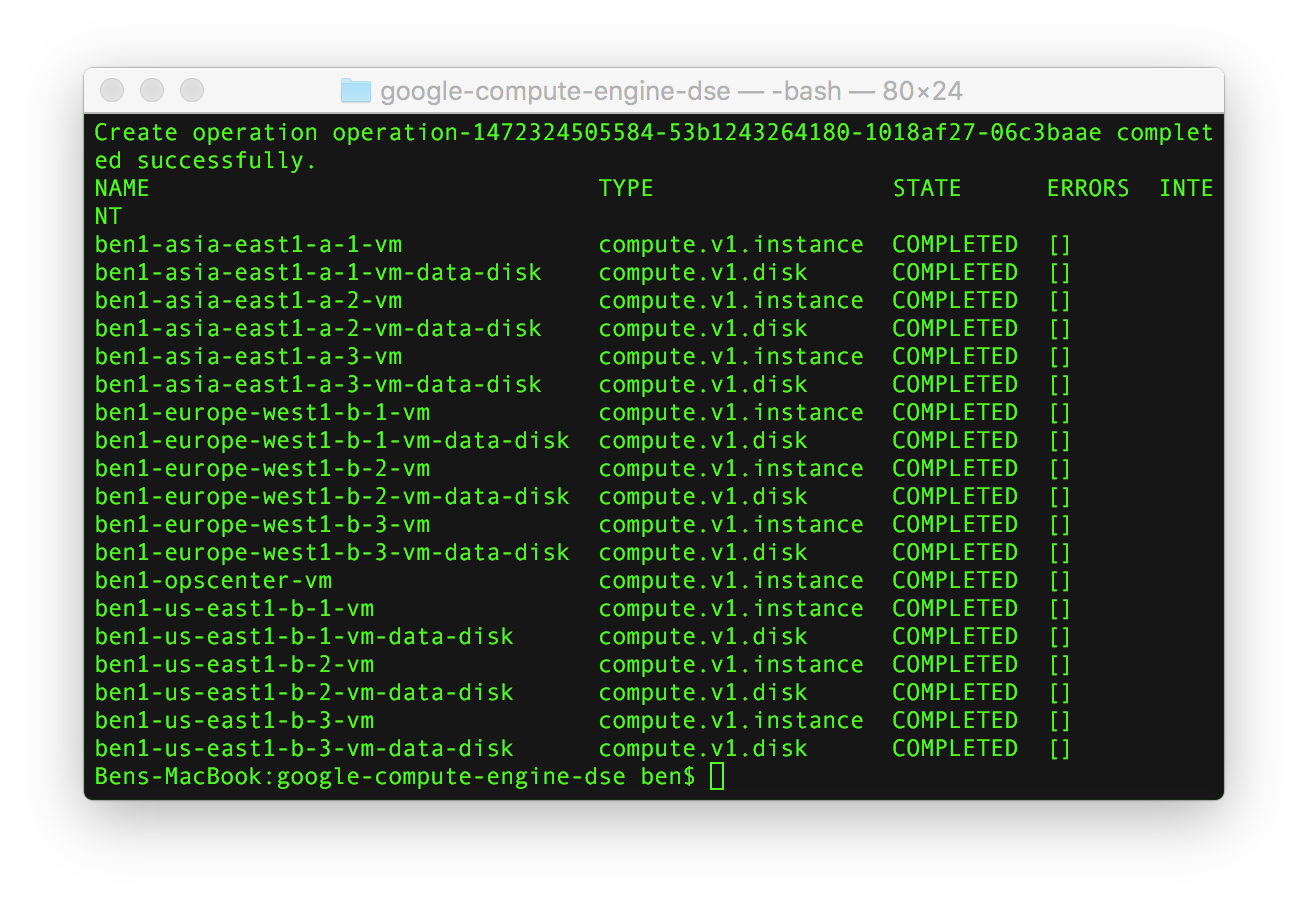 google-compute-engine-dse — -bash — 80×24
Create operation operation-1472324505584-53b1243264180-1018af27-06c3baae complet
ed successfully.
NAME TYPE STATE ERRORS INTE
NT
ben1-asia-east1-a-1-vm compute.v1.instance COMPLETED []
ben1-asia-east1-a-1-vm-data-disk compute.v1.disk COMPLETED []
ben1-asia-east1-a-2-vm compute.v1.instance COMPLETED []
ben1-asia-east1-a-2-vm-data-disk compute.v1.disk COMPLETED []
ben1-asia-east1-a-3-vm compute.v1.instance COMPLETED []
ben1-asia-east1-a-3-vm-data-disk compute.v1.disk COMPLETED []
ben1-europe-west1-b-1-vm compute.v1.instance COMPLETED []
ben1-europe-west1-b-1-vm-data-disk compute.v1.disk COMPLETED []
ben1-europe-west1-b-2-vm compute.v1.instance COMPLETED []
ben1-europe-west1-b-2-vm-data-disk compute.v1.disk COMPLETED []
ben1-europe-west1-b-3-vm compute.v1.instance COMPLETED []
ben1-europe-west1-b-3-vm-data-disk compute.v1.disk COMPLETED []
ben1-opscenter-vm compute.v1.instance COMPLETED []
ben1-us-east1-b-1-vm compute.v1.instance COMPLETED []
ben1-us-east1-b-1-vm-data-disk compute.v1.disk COMPLETED []
ben1-us-east1-b-2-vm compute.v1.instance COMPLETED []
ben1-us-east1-b-2-vm-data-disk compute.v1.disk COMPLETED []
ben1-us-east1-b-3-vm compute.v1.instance COMPLETED []
ben1-us-east1-b-3-vm-data-disk compute.v1.disk COMPLETED []
Bens-MacBook:google-compute-engine-dse ben$